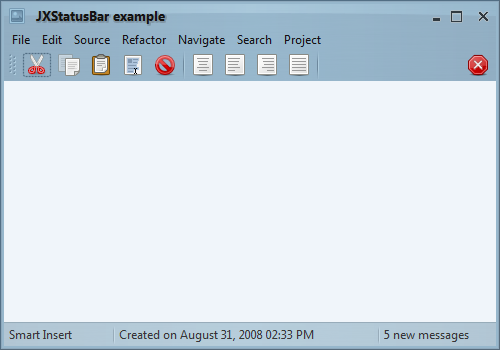 JXStatusBar example
File Edit Source Refactor Navigate Search Project
Smart Insert Created on August 31, 2008 02:33 PM 5 new messages